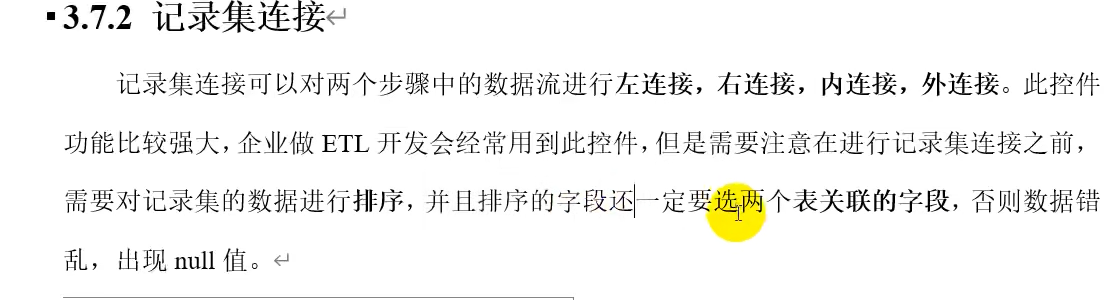 3.7.2 记录集连接
记录集连接可以对两个步骤中的数据流进行左连接，右连接，内连接，外连接。此控件
功能比较强大，企业做 ETL 开发会经常用到此控件，但是需要注意在进行记录集连接之前，
需要对记录集的数据进行排序，并且排序的字段还一定要选两个表关联的字段，否则数据错
乱，出现 null 值。